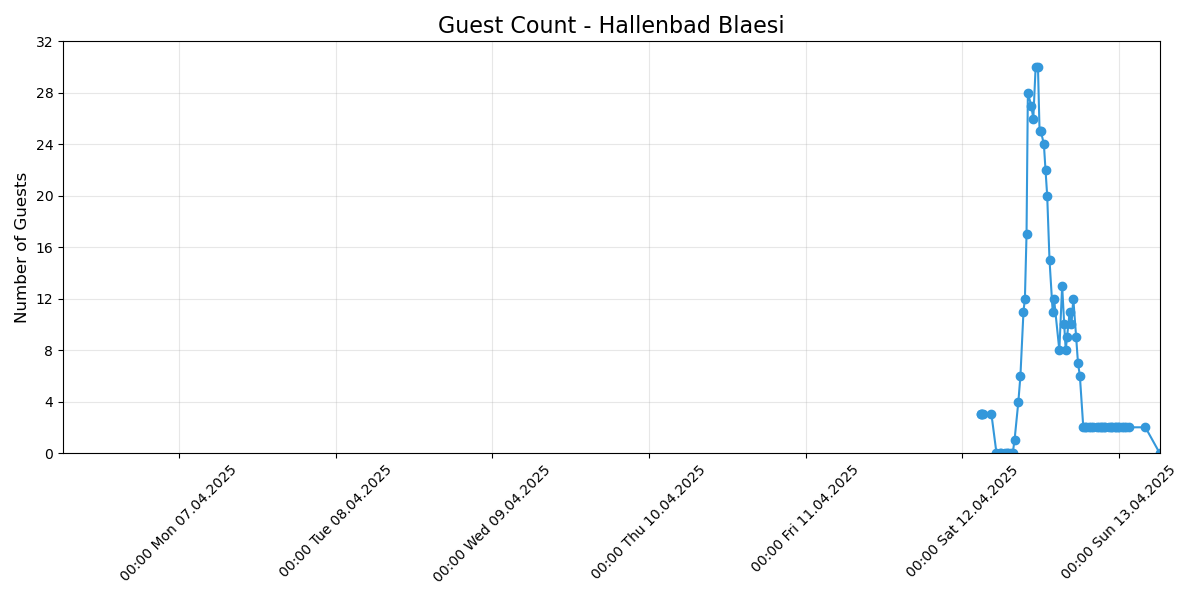 Guest Count - Hallenbad Blaesi
Number of Guests
32
28
24
20
16
12
8
4
0
00:00 Mon 07.04.2025
00:00 Tue 08.04.2025
00:00 Wed 09.04.2025
00:00 Thu 10.04.2025
00:00 Fri 11.04.2025
00:00 Sat 12.04.2025
00:00 Sun 13.04.2025